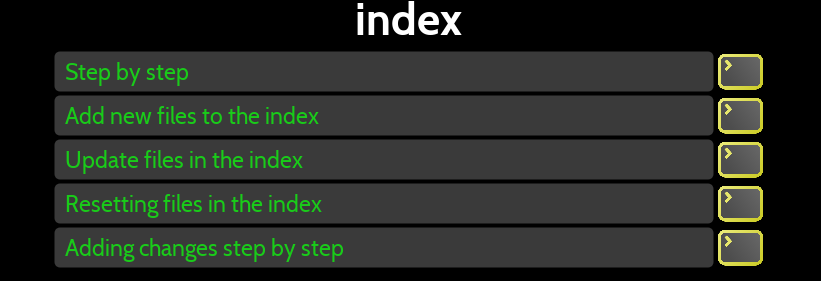 index
Step by step
Add new files to the index
Update files in the index
Resetting files in the index
Adding changes step by step